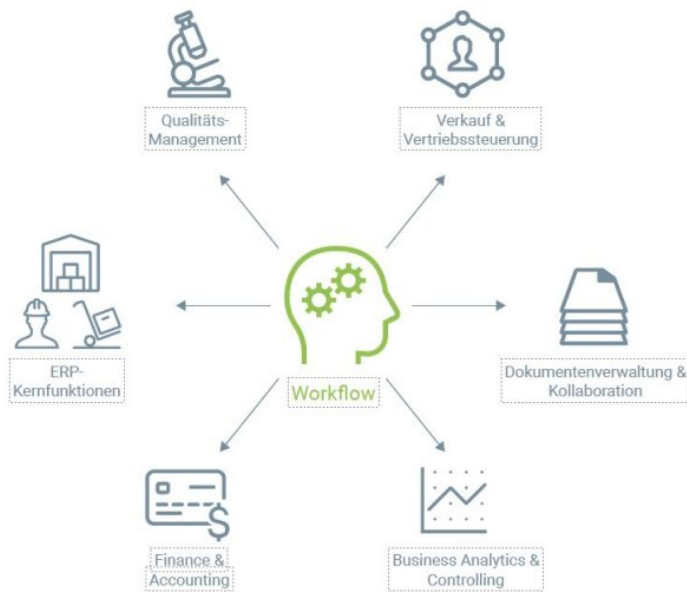 Qualitäts-
Management
Verkauf &
Vertriebssteuerung
ERP-
Kernfunktionen
Workflow
Dokumentenverwaltung &
Kollaboration
Finance &
Accounting
Business Analytics &
Controlling